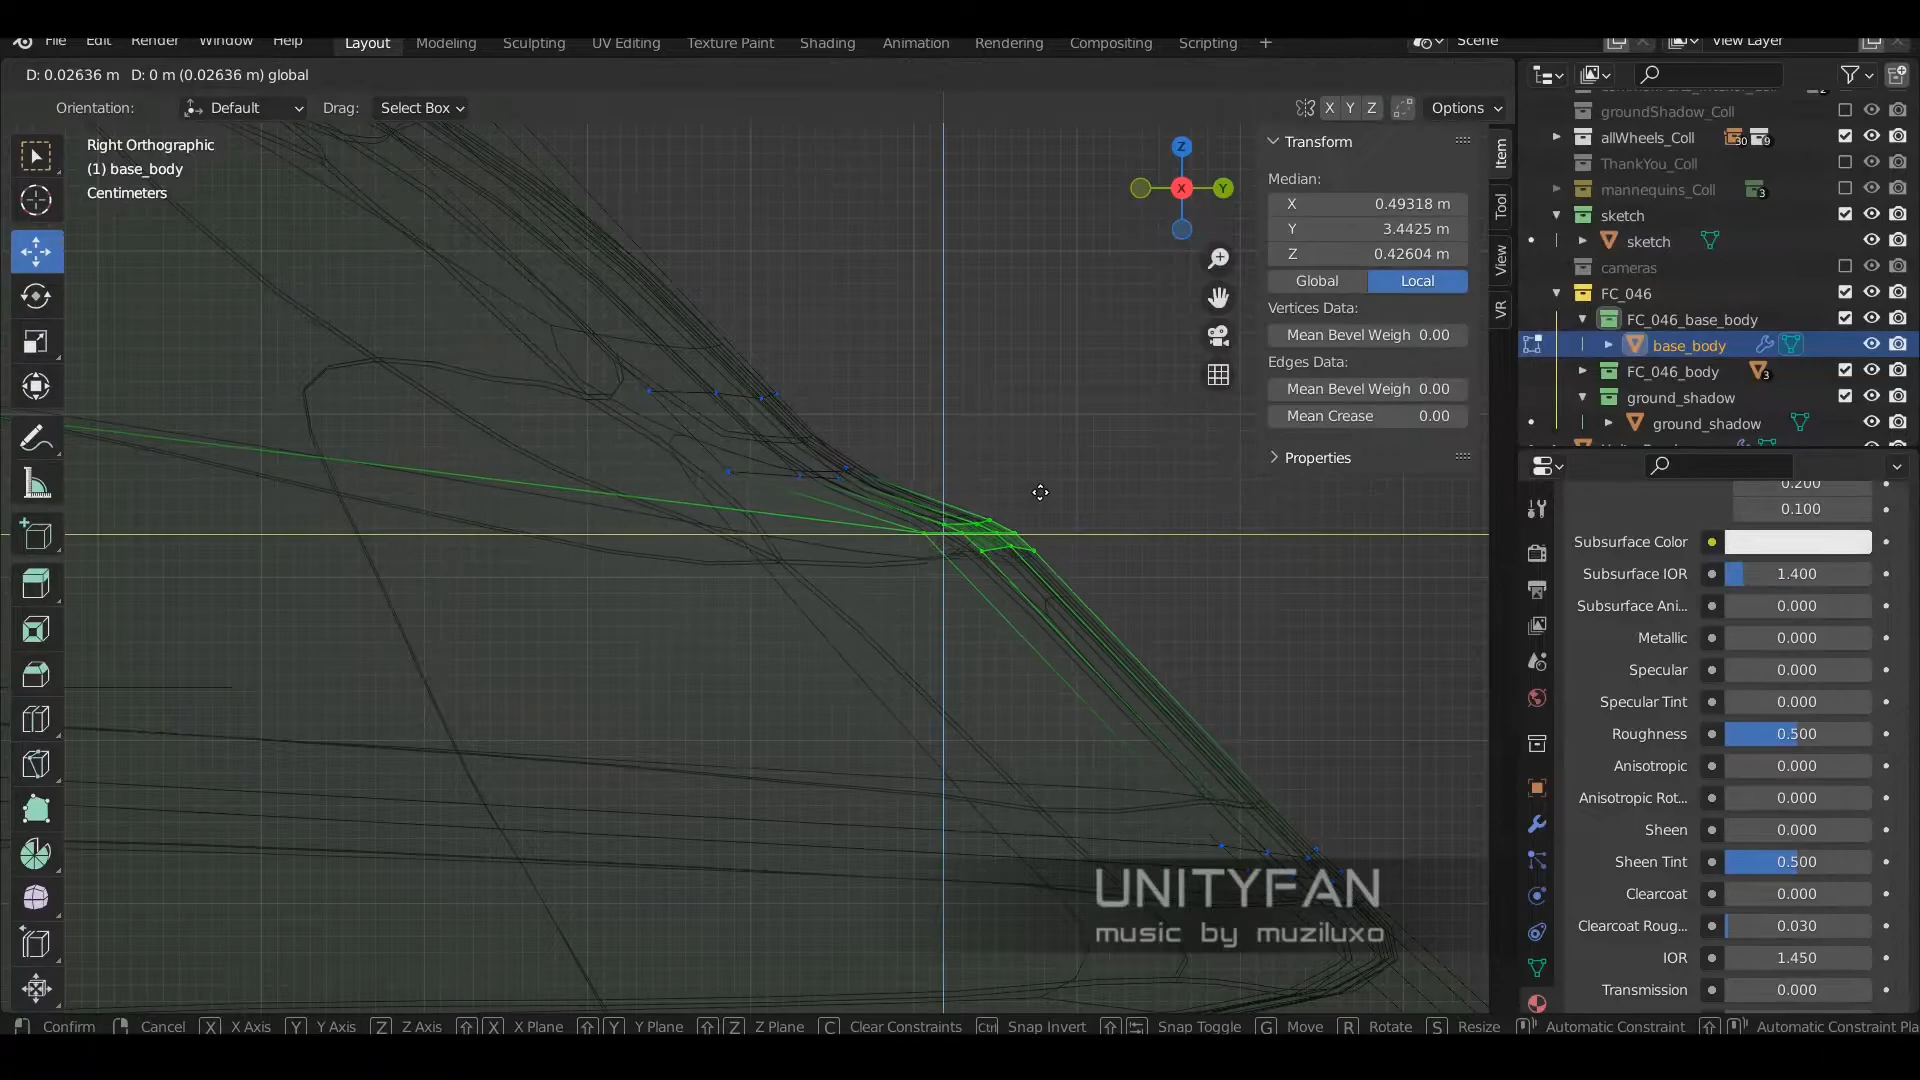 File Edit Render Window Help Layout Modeling Sculpting UV Editing Texture Paint Shading Animation Rendering Compositing Scripting + Scene View Layer
D: 0.02636 m D: 0 m (0.02636 m) global
Orientation: Default Drag: Select Box X Y Z Options
Right Orthographic
(1) base_body
Centimeters
Z
X
Y
Transform
Median:
X 0.49318 m
Y 3.4425 m
Z 0.42604 m
Global Local
Vertices Data:
Mean Bevel Weigh 0.00
Edges Data:
Mean Bevel Weigh 0.00
Mean Crease 0.00
Properties
Item
Tool
View
VR
groundShadow_Coll
allWheels_Coll 30 9
ThankYou_Coll
mannequins_Coll 3
sketch
sketch
cameras
FC_046
FC_046_base_body
base_body
FC_046_body 3
ground_shadow
ground_shadow
0.200
0.100
Subsurface Color
Subsurface IOR 1.400
Subsurface Ani... 0.000
Metallic 0.000
Specular 0.000
Specular Tint 0.000
Roughness 0.500
Anisotropic 0.000
Anisotropic Rot... 0.000
Sheen 0.000
Sheen Tint 0.500
Clearcoat 0.000
Clearcoat Roug... 0.030
IOR 1.450
Transmission 0.000
UNITYFAN
music by muziluxo
Confirm Cancel X X Axis Y Y Axis Z Z Axis X X Plane Y Y Plane Z Z Plane C Clear Constraints Ctrl Snap Invert Snap Toggle G Move R Rotate S Resize Automatic Constraint Automatic Constraint Pla